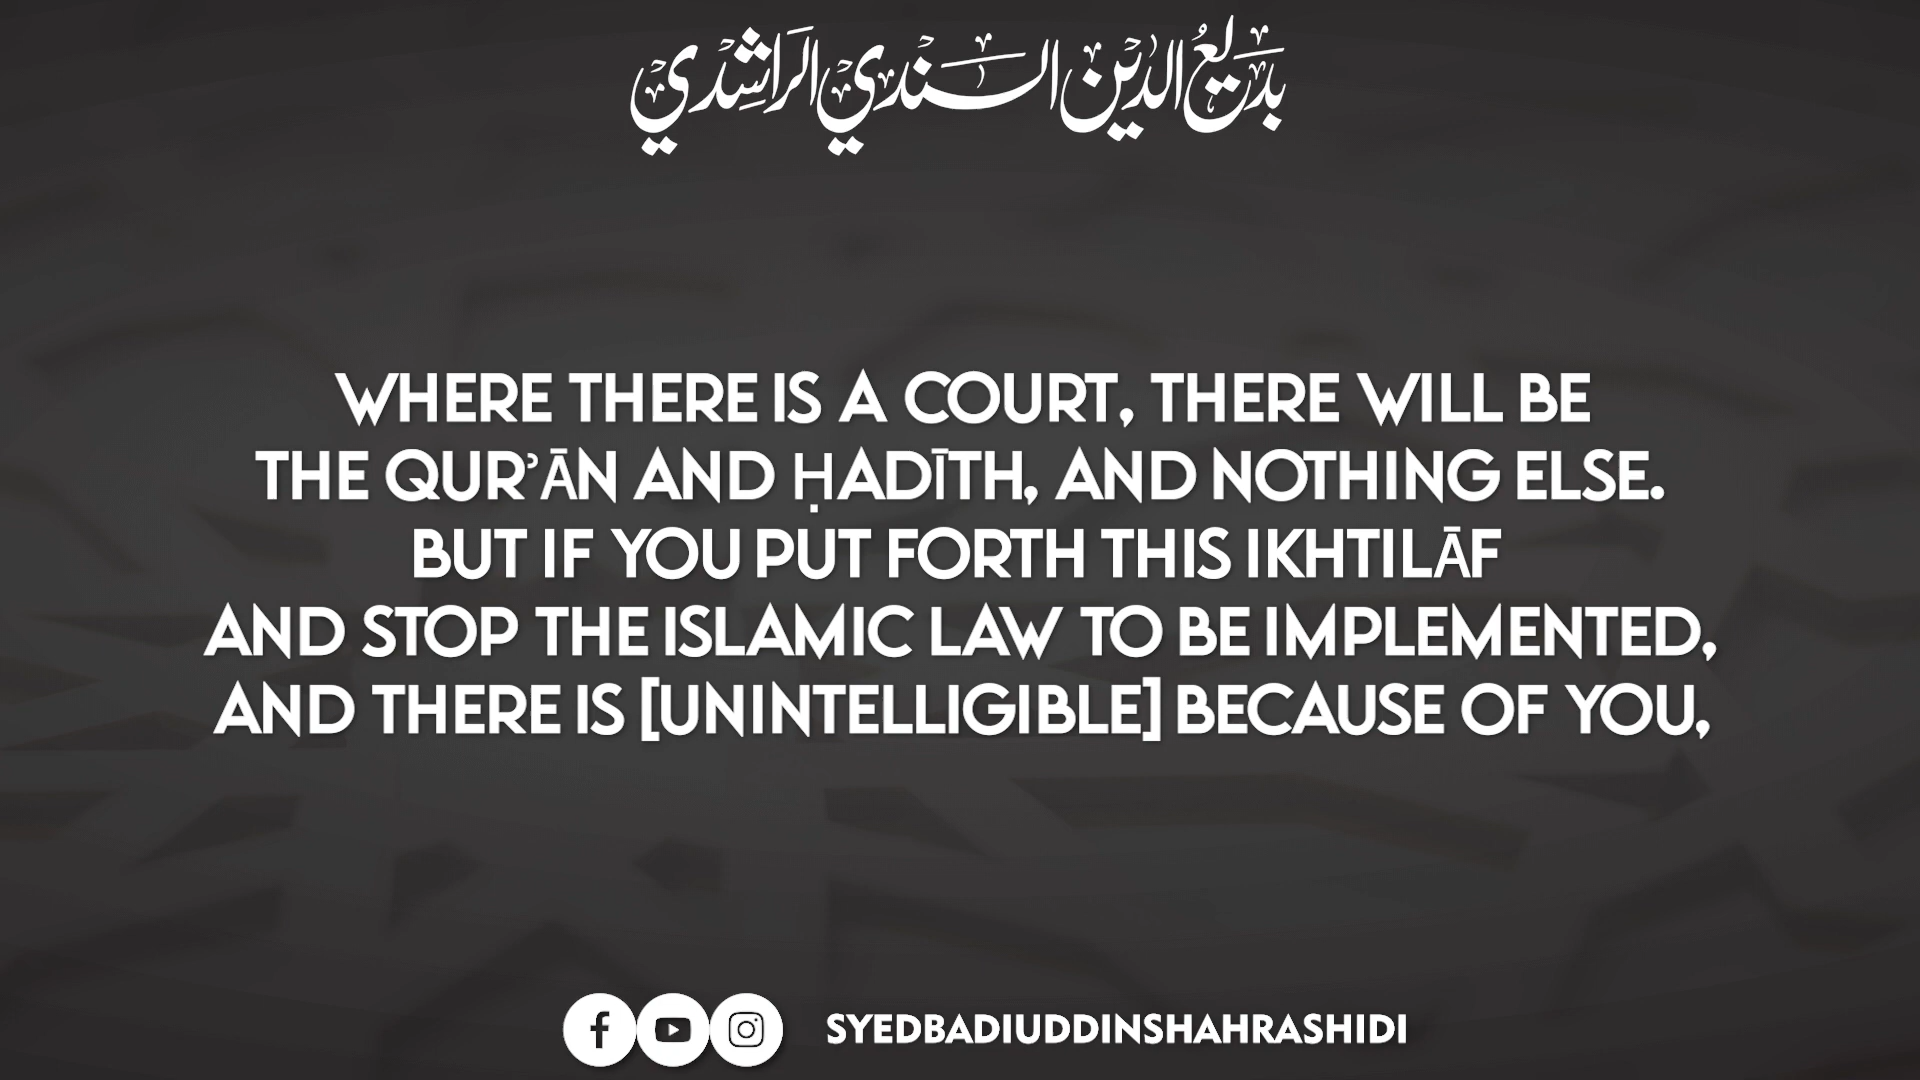 بديع الدين السندي الراشدي
WHERE THERE IS A COURT, THERE WILL BE
THE QURʾĀN AND ḤADĪTH, AND NOTHING ELSE.
BUT IF YOU PUT FORTH THIS IKHTILĀF
AND STOP THE ISLAMIC LAW TO BE IMPLEMENTED,
AND THERE IS [UNINTELLIGIBLE] BECAUSE OF YOU,
SYEDBADIUDDINSHAHRASHIDI